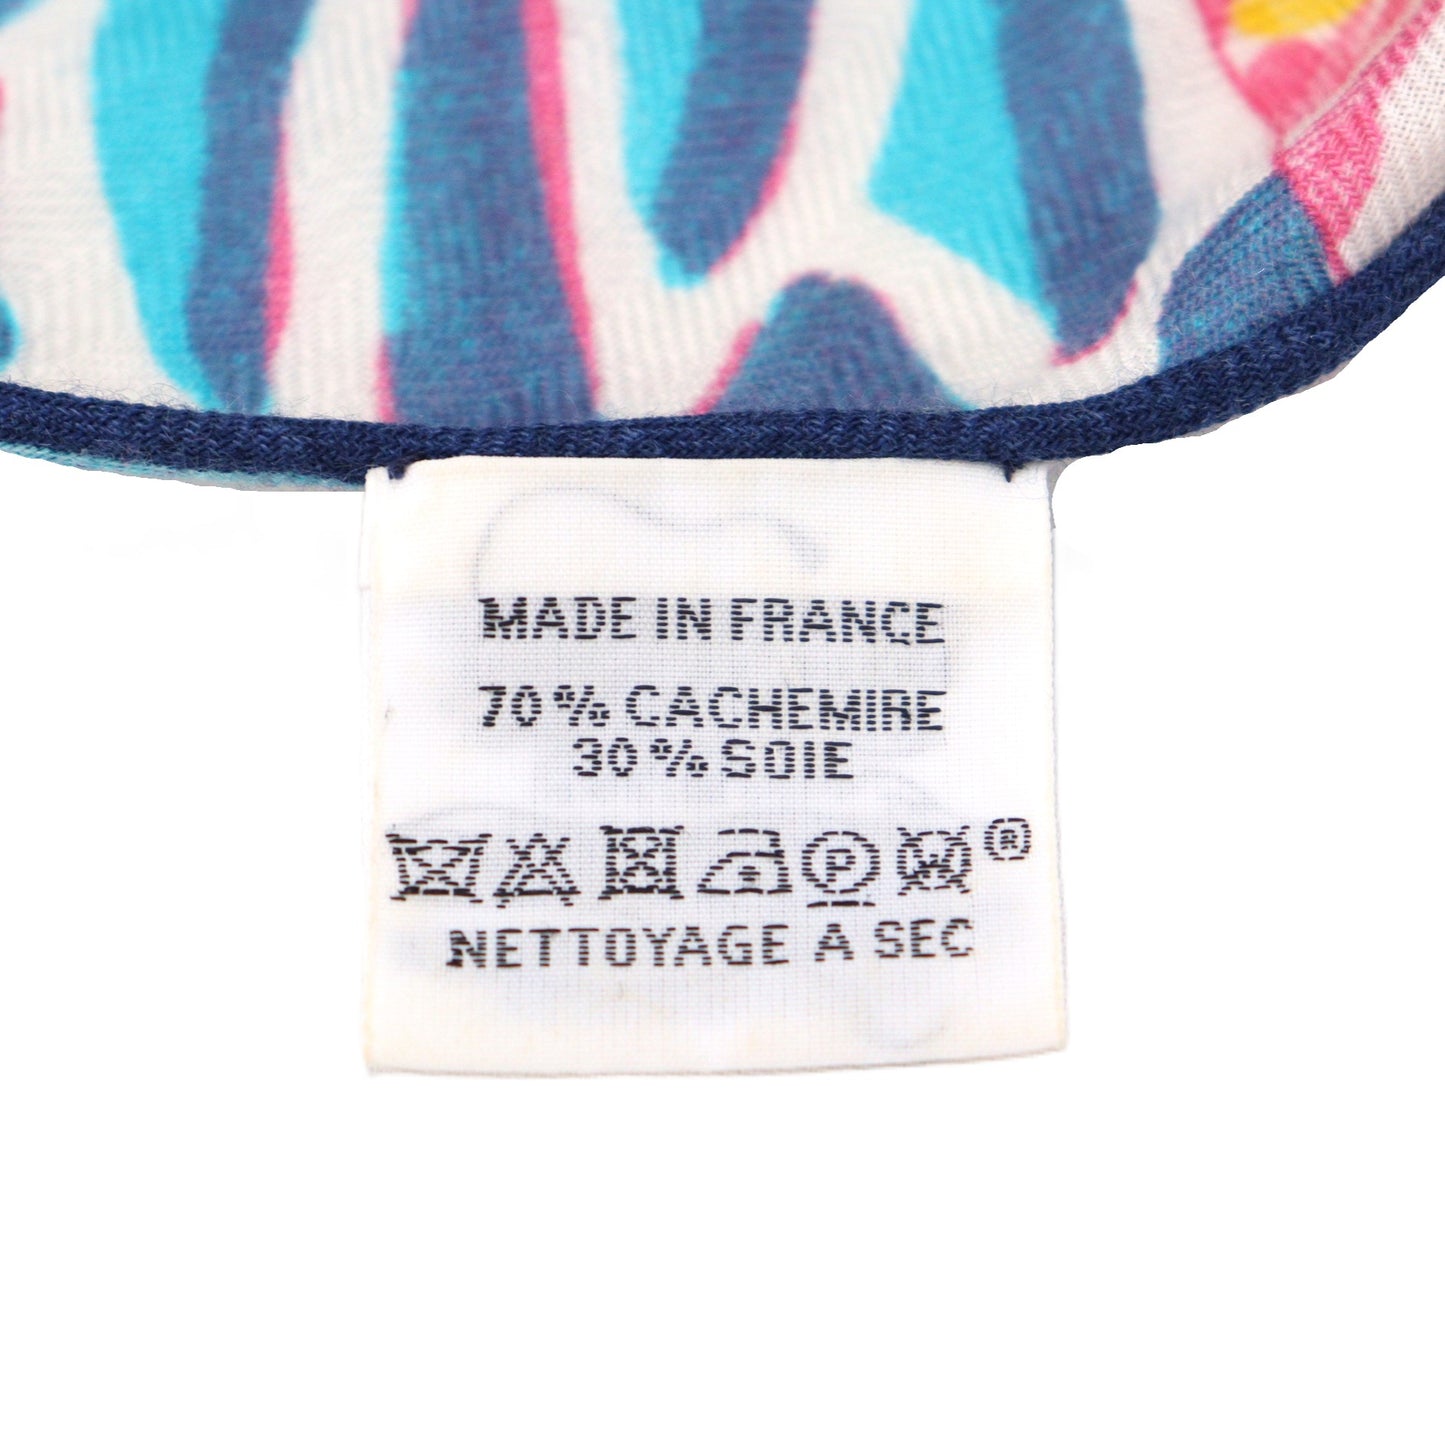 MADE IN FRANCE
70% CACHEMIRE
30% SOIE
P W ®
NETTOYAGE A SEC